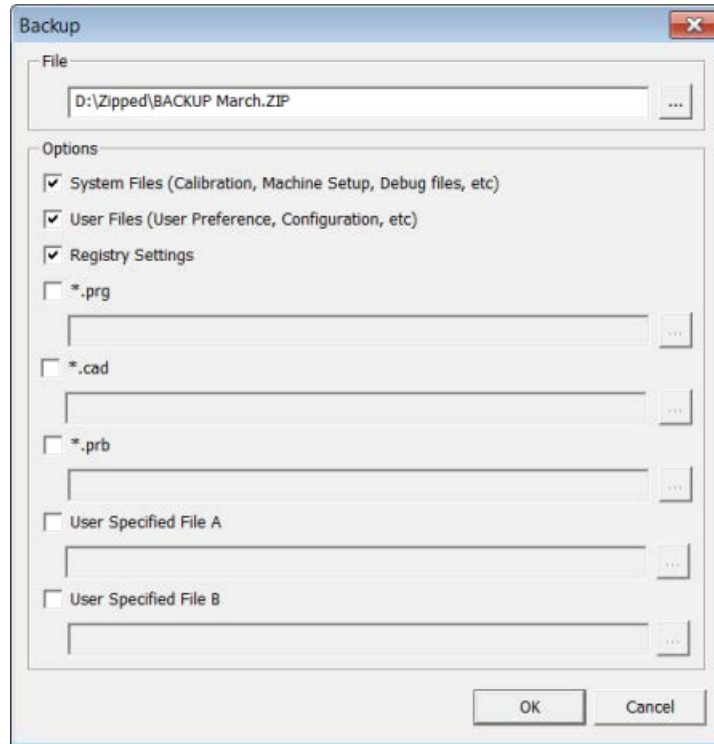 Backup
File
D:\Zipped\BACKUP March.ZIP
...
Options
System Files (Calibration, Machine Setup, Debug files, etc)
User Files (User Preference, Configuration, etc)
Registry Settings
*.prg
...
*.cad
...
*.prb
...
User Specified File A
...
User Specified File B
...
OK Cancel